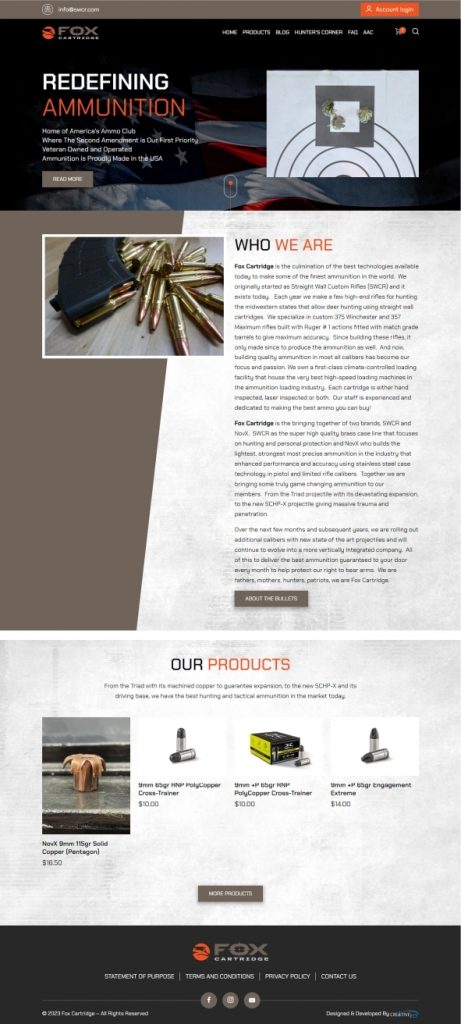 info@swcr.com
Account login
FOX
CARTRIDGE
HOME PRODUCTS BLOG HUNTER'S CORNER FAQ AAC
REDEFINING
AMMUNITION
Home of America's Ammo Club
Where The Second Amendment is Our First Priority
Veteran Owned and Operated
Ammunition is Proudly Made in the USA
READ MORE
WHO WE ARE
Fox Cartridge is the culmination of the best technologies available
today to make some of the finest ammunition in the world. We
originally started as Straight Wall Custom Rifles (SWCR) and it
exists today. Each year we make a few high-end rifles for hunting
the midwestern states that allow deer hunting using straight wall
cartridges. We specialize in custom 375 Winchester and 357
Maximum rifles built with Ruger # 1 actions fitted with match grade
barrels to give maximum accuracy. Since building these rifles, it
only made since to produce the ammunition as well. And now,
building quality ammunition in most all calibers has become our
focus and passion. We own a first-class climate-controlled loading
facility that house the very best high-speed loading machines in
the ammunition loading industry. Each cartridge is either hand
inspected, laser inspected or both. Our staff is experienced and
dedicated to making the best ammo you can buy!
Fox Cartridge is the bringing together of two brands, SWCR and
NovX. SWCR as the super high quality brass case line that focuses
on hunting and personal protection and NovX who builds the
lightest, strongest most precise ammunition in the industry that
enhanced performance and accuracy using stainless steel case
technology in pistol and limited rifle calibers. Together we are
bringing some truly game changing ammunition to our
members. From the Triad projectile with its devastating expansion,
to the new SCHP-X projectile giving massive trauma and
penetration.
Over the next few months and subsequent years, we are rolling out
additional calibers with new state of the art projectiles and will
continue to evolve into a more vertically integrated company. All
of this to deliver the best ammunition guaranteed to your door
every month to help protect our right to bear arms. We are
fathers, mothers, hunters, patriots, we are Fox Cartridge.
ABOUT THE BULLETS
OUR PRODUCTS
From the Triad with its machined copper to guarantee expansion, to the new SCHP-X and its
driving base, we have the best hunting and tactical ammunition in the market today.
NovX 9mm 115gr Solid
Copper (Pentagon)
$16.50
9mm 65gr RNP PolyCopper
Cross-Trainer
$10.00
9mm +P 65gr RNP
PolyCopper Cross-Trainer
$10.00
9mm +P 65gr Engagement
Extreme
$14.00
MORE PRODUCTS
FOX
CARTRIDGE
STATEMENT OF PURPOSE | TERMS AND CONDITIONS | PRIVACY POLICY | CONTACT US
© 2023 Fox Cartridge – All Rights Reserved
Designed & Developed By CREATIVE